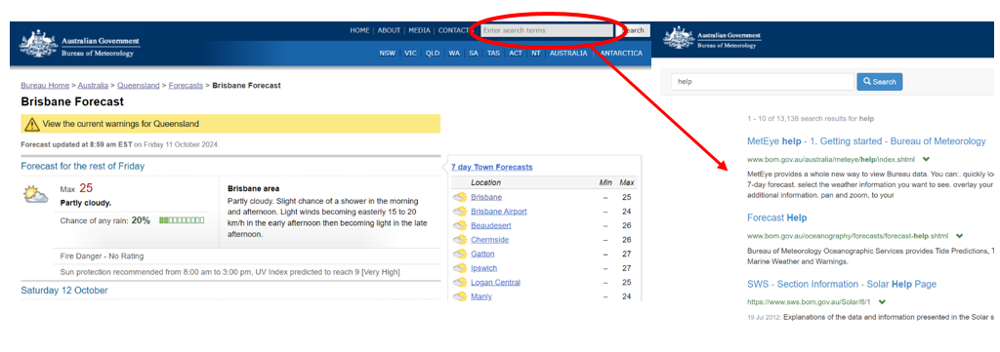 HOME | ABOUT | MEDIA | CONTACTS
Enter search terms
Search
Australian Government
Bureau of Meteorology
NSW | VIC | QLD | WA | SA | TAS | ACT | NT | AUSTRALIA | ANTARCTICA
Bureau Home > Australia > Queensland > Forecasts > Brisbane Forecast
Brisbane Forecast
View the current warnings for Queensland
Forecast updated at 8:59 am EST on Friday 11 October 2024.
Forecast for the rest of Friday
Max 25
Partly cloudy.
Chance of any rain: 20%
Brisbane area
Partly cloudy. Slight chance of a shower in the morning
and afternoon. Light winds becoming easterly 15 to 20
km/h in the early afternoon then becoming light in the late
afternoon.
Fire Danger - No Rating
Sun protection recommended from 8:00 am to 3:00 pm, UV Index predicted to reach 9 [Very High]
Saturday 12 October
7 day Town Forecasts
Location Min Max
Brisbane – 25
Brisbane Airport – 24
Beaudesert – 26
Chermside – 26
Gatton – 27
Ipswich – 27
Logan Central – 25
Manly – 24
Australian Government
Bureau of Meteorology
help
Search
1 - 10 of 13,138 search results for help
MetEye help - 1. Getting started - Bureau of Meteorology
www.bom.gov.au/australia/meteye/help/index.shtml
MetEye provides a whole new way to view Bureau data. You can:. quickly
7-day forecast. select the weather information you want to see. overlay your
additional information. pan and zoom, to your
Forecast Help
www.bom.gov.au/oceanography/forecasts/forecast-help.shtml
Bureau of Meteorology Oceanographic Services provides Tide Predictions,
Marine Weather and Warnings.
SWS - Section Information - Solar Help Page
https://www.sws.bom.gov.au/Solar/6/1
19 Jul 2012: Explanations of the data and information presented in the Solar